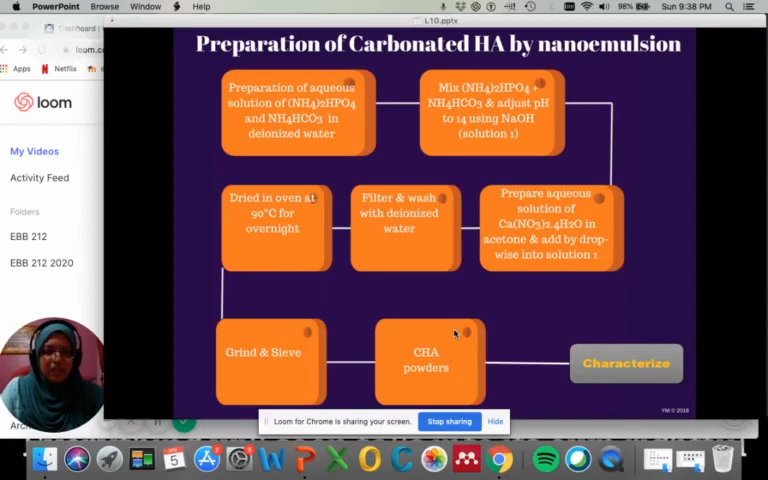 PowerPoint Browse Window Help
98% Sun 9:38 PM
L10.pptx
Dashboard
loom.c
Apps Netflix
loom
My Videos
Activity Feed
Folders
EBB 212
EBB 212 2020
Preparation of Carbonated HA by nanoemulsion
Preparation of aqueous
solution of (NH4)2HPO4
and NH4HCO3 in
deionized water
Mix (NH4)2HPO4 +
NH4HCO3 & adjust pH
to 14 using NaOH
(solution 1)
Dried in oven at
90°C for
overnight
Filter & wash
with deionized
water
Prepare aqueous
solution of
Ca(NO3)2.4H2O in
acetone & add by drop-
wise into solution 1
Grind & Sieve
CHA
powders
Characterize
YM © 2018
Loom for Chrome is sharing your screen. Stop sharing Hide